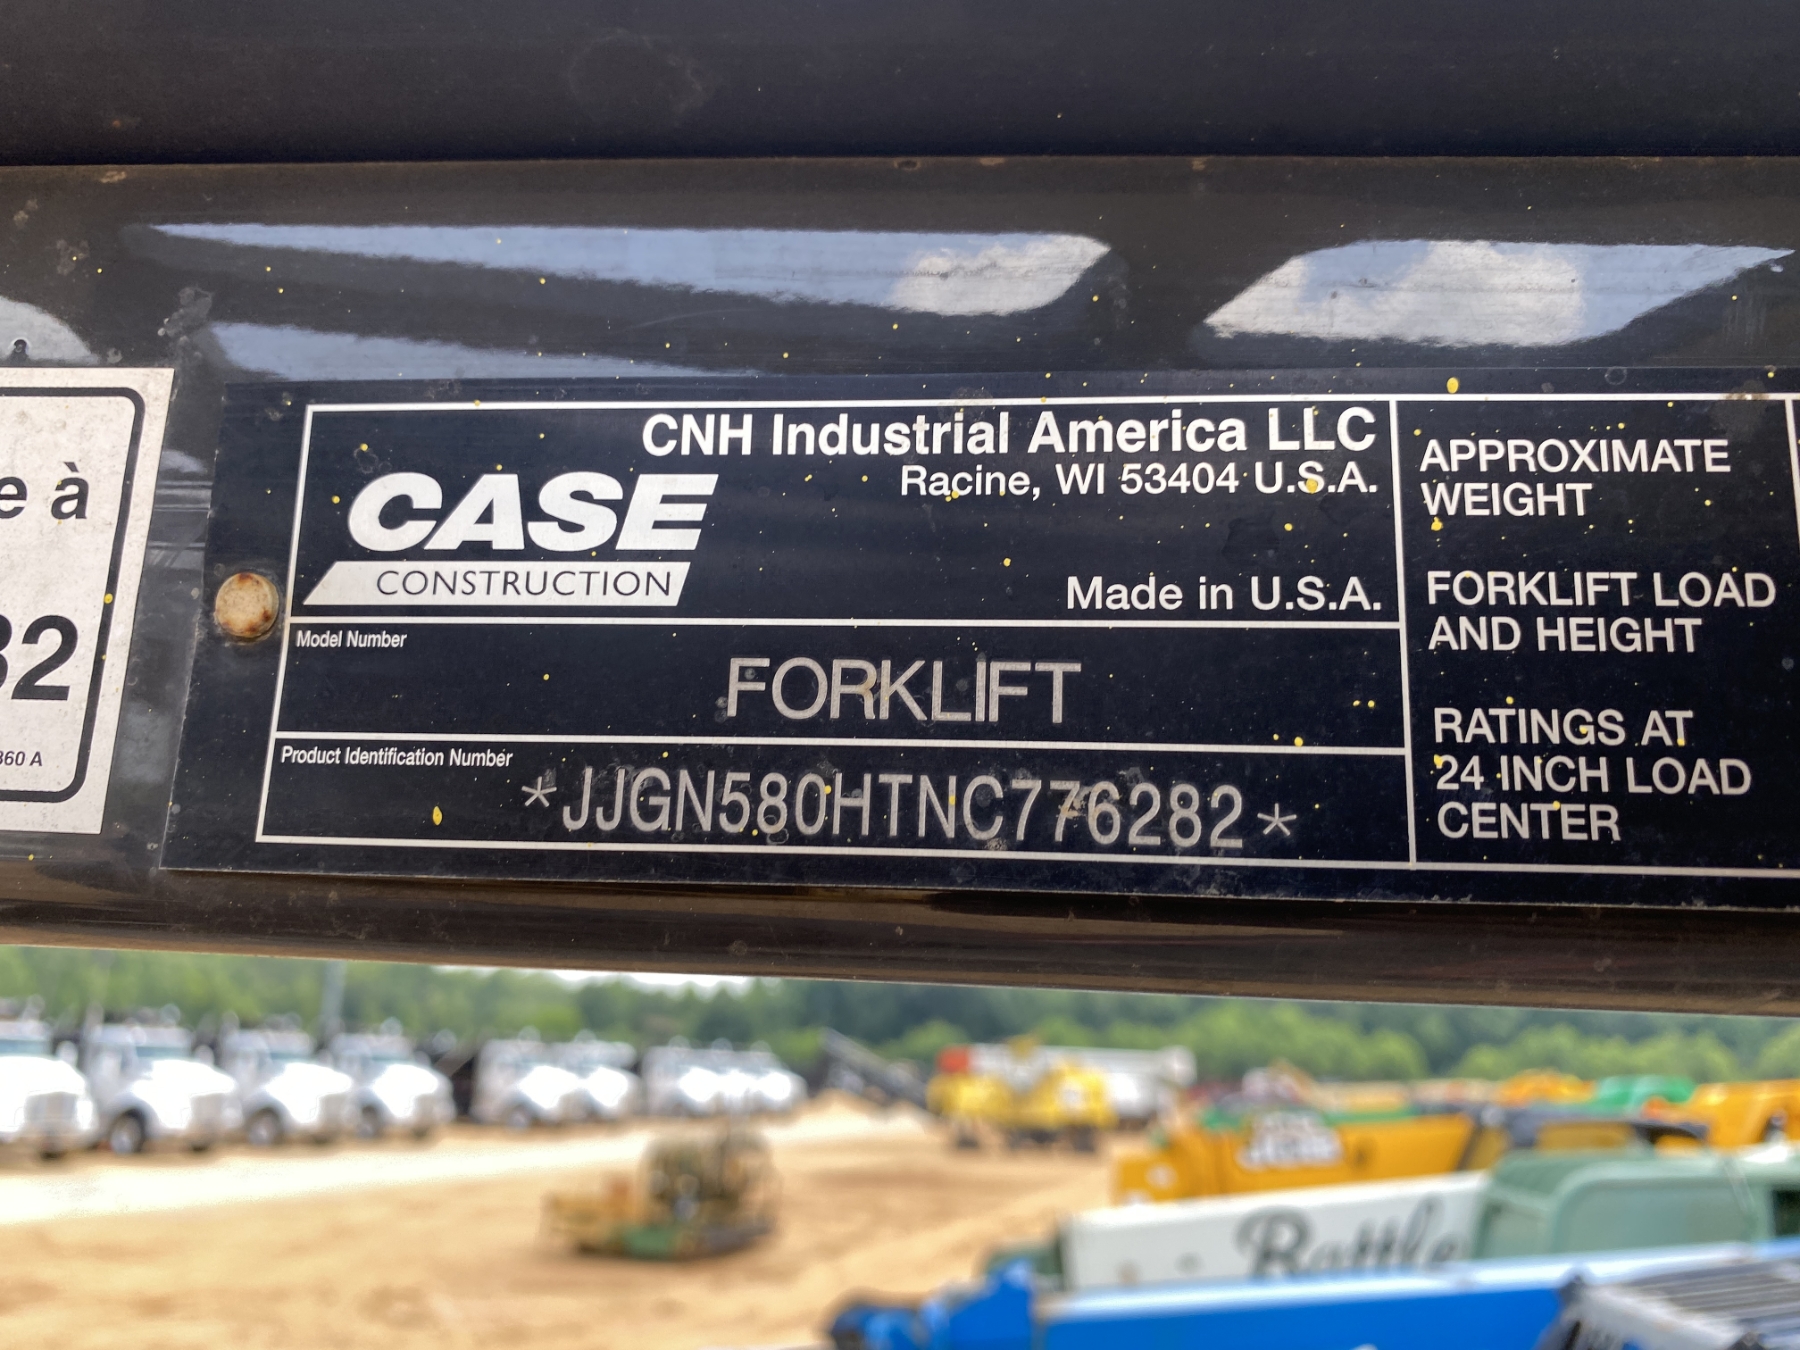 e à
32
360 A
CNH Industrial America LLC
Racine, WI 53404 U.S.A.
CASE
CONSTRUCTION
Made in U.S.A.
Model Number
FORKLIFT
Product Identification Number
*JJGN580HTNC776282*
APPROXIMATE
WEIGHT
FORKLIFT LOAD
AND HEIGHT
RATINGS AT
24 INCH LOAD
CENTER
Battle